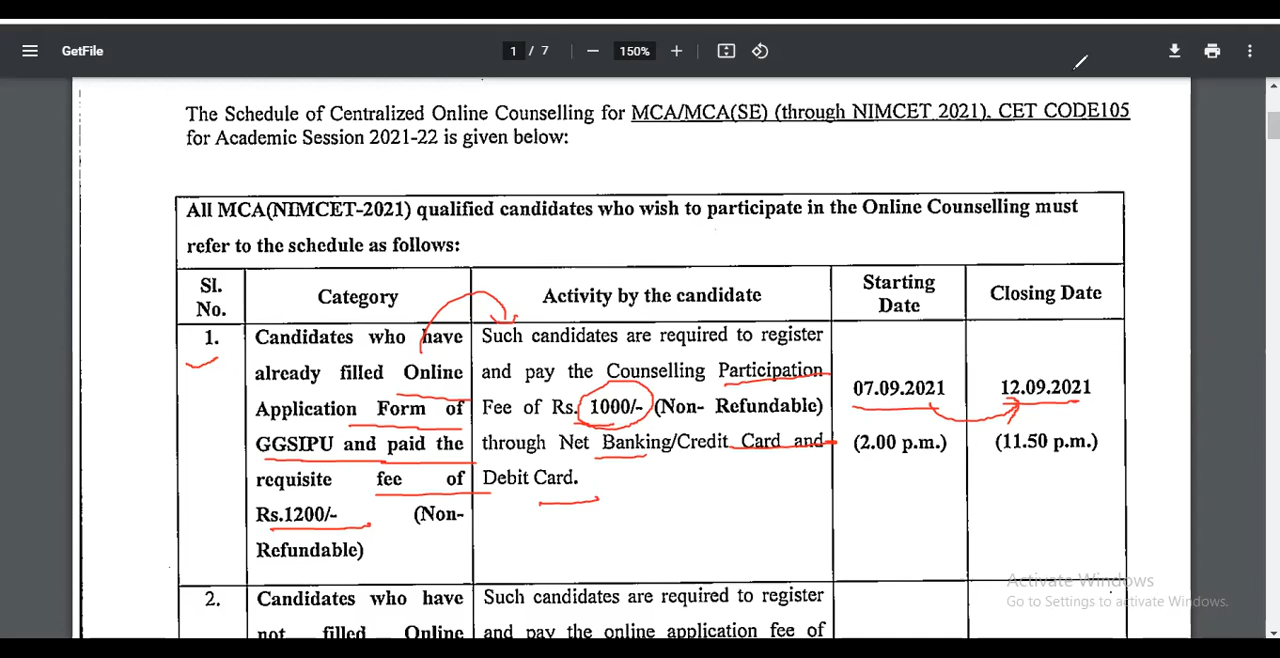 GetFile
1 / 7
150%
The Schedule of Centralized Online Counselling for MCA/MCA(SE) (through NIMCET 2021), CET CODE105
for Academic Session 2021-22 is given below:
All MCA(NIMCET-2021) qualified candidates who wish to participate in the Online Counselling must
refer to the schedule as follows:
Sl.
No.
Category
Activity by the candidate
Starting
Date
Closing Date
1.
Candidates who have
already filled Online
Application Form of
GGSIPU and paid the
requisite fee of
Rs.1200/- (Non-
Refundable)
Such candidates are required to register
and pay the Counselling Participation
Fee of Rs. 1000/- (Non- Refundable)
through Net Banking/Credit Card and
Debit Card.
07.09.2021
(2.00 p.m.)
12.09.2021
(11.50 p.m.)
2.
Candidates who have
not filled Online
Such candidates are required to register
and pay the online application fee of
Activate Windows
Go to Settings to activate Windows.